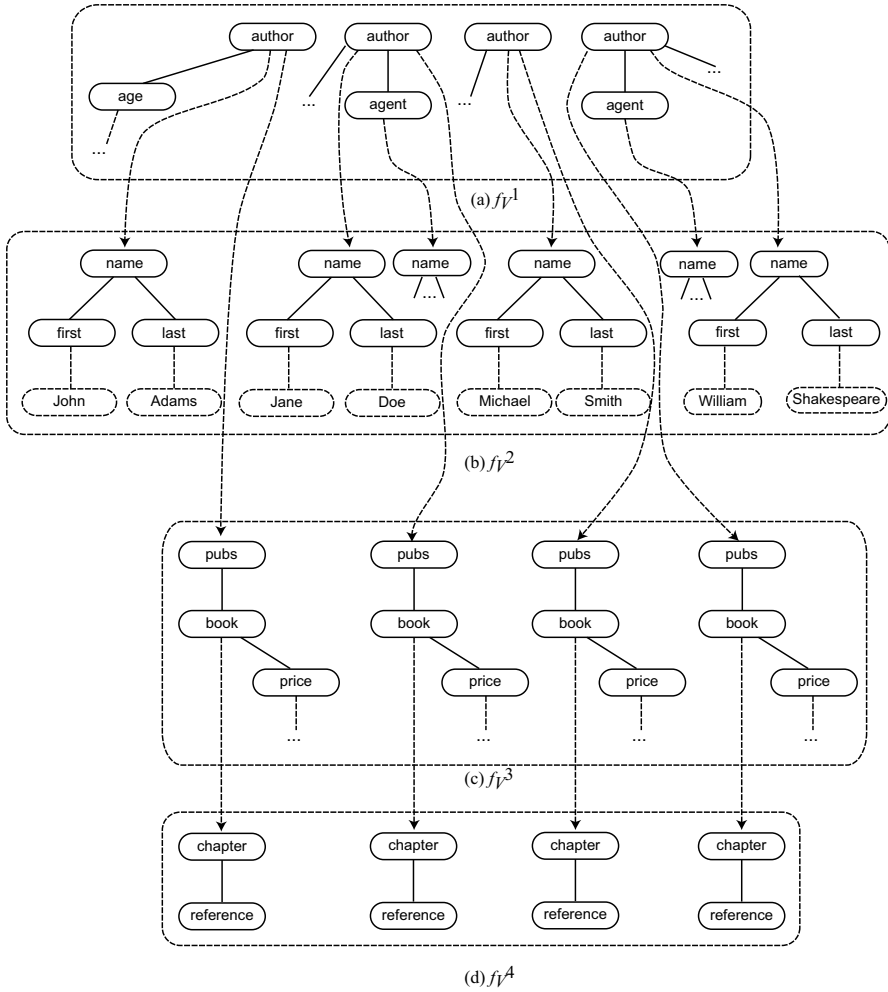 author author author author
age
agent agent
...
...
...
...
(a) fV1
name name name name name name
... ...
first last first last first last first last
John Adams Jane Doe Michael Smith William Shakespeare
(b) fV2
pubs pubs pubs pubs
book book book book
price price price price
... ... ... ...
(c) fV3
chapter chapter chapter chapter
reference reference reference reference
(d) fV4